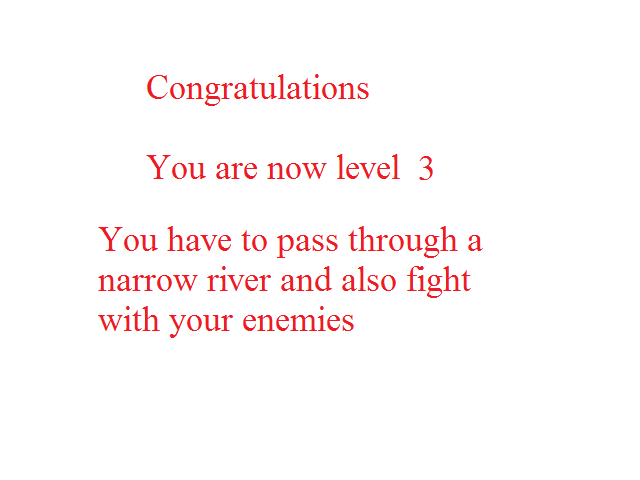 Congratulations
You are now level 3
You have to pass through a
narrow river and also fight
with your enemies